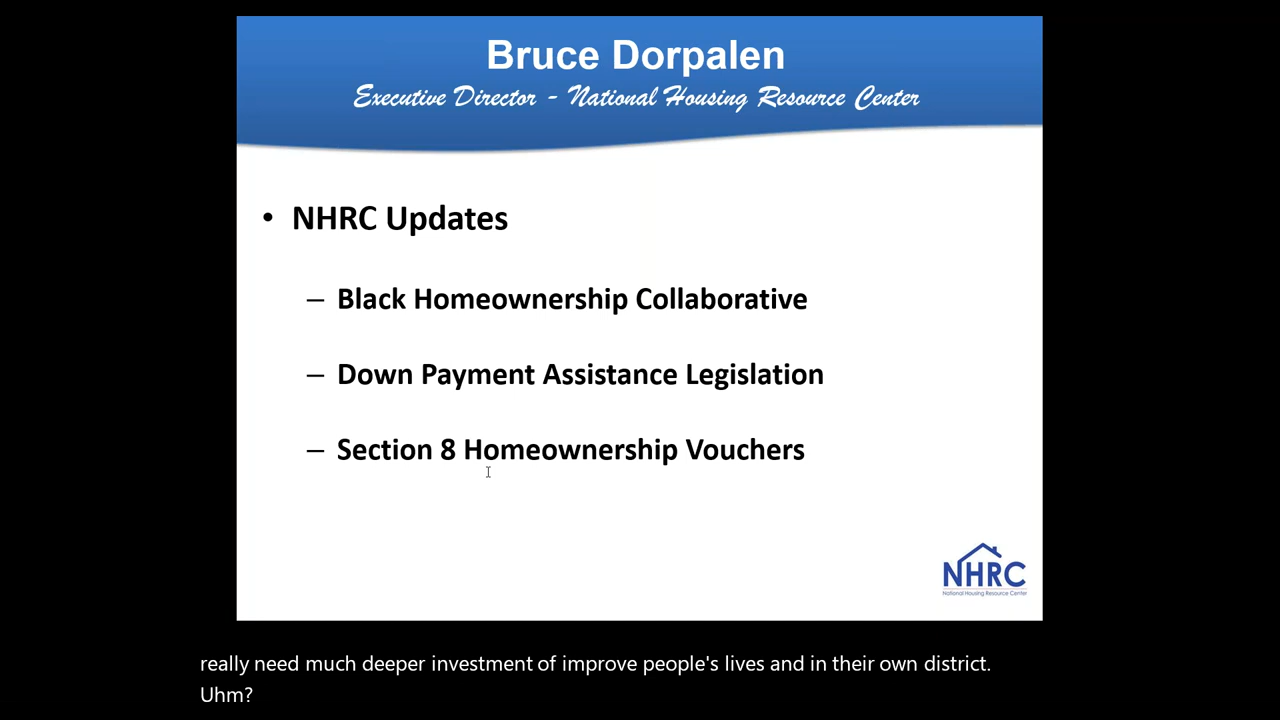 Bruce Dorpalen
Executive Director - National Housing Resource Center
• NHRC Updates
– Black Homeownership Collaborative
– Down Payment Assistance Legislation
– Section 8 Homeownership Vouchers
NHRC
National Housing Resource Center
really need much deeper investment of improve people's lives and in their own district.
Uhm?